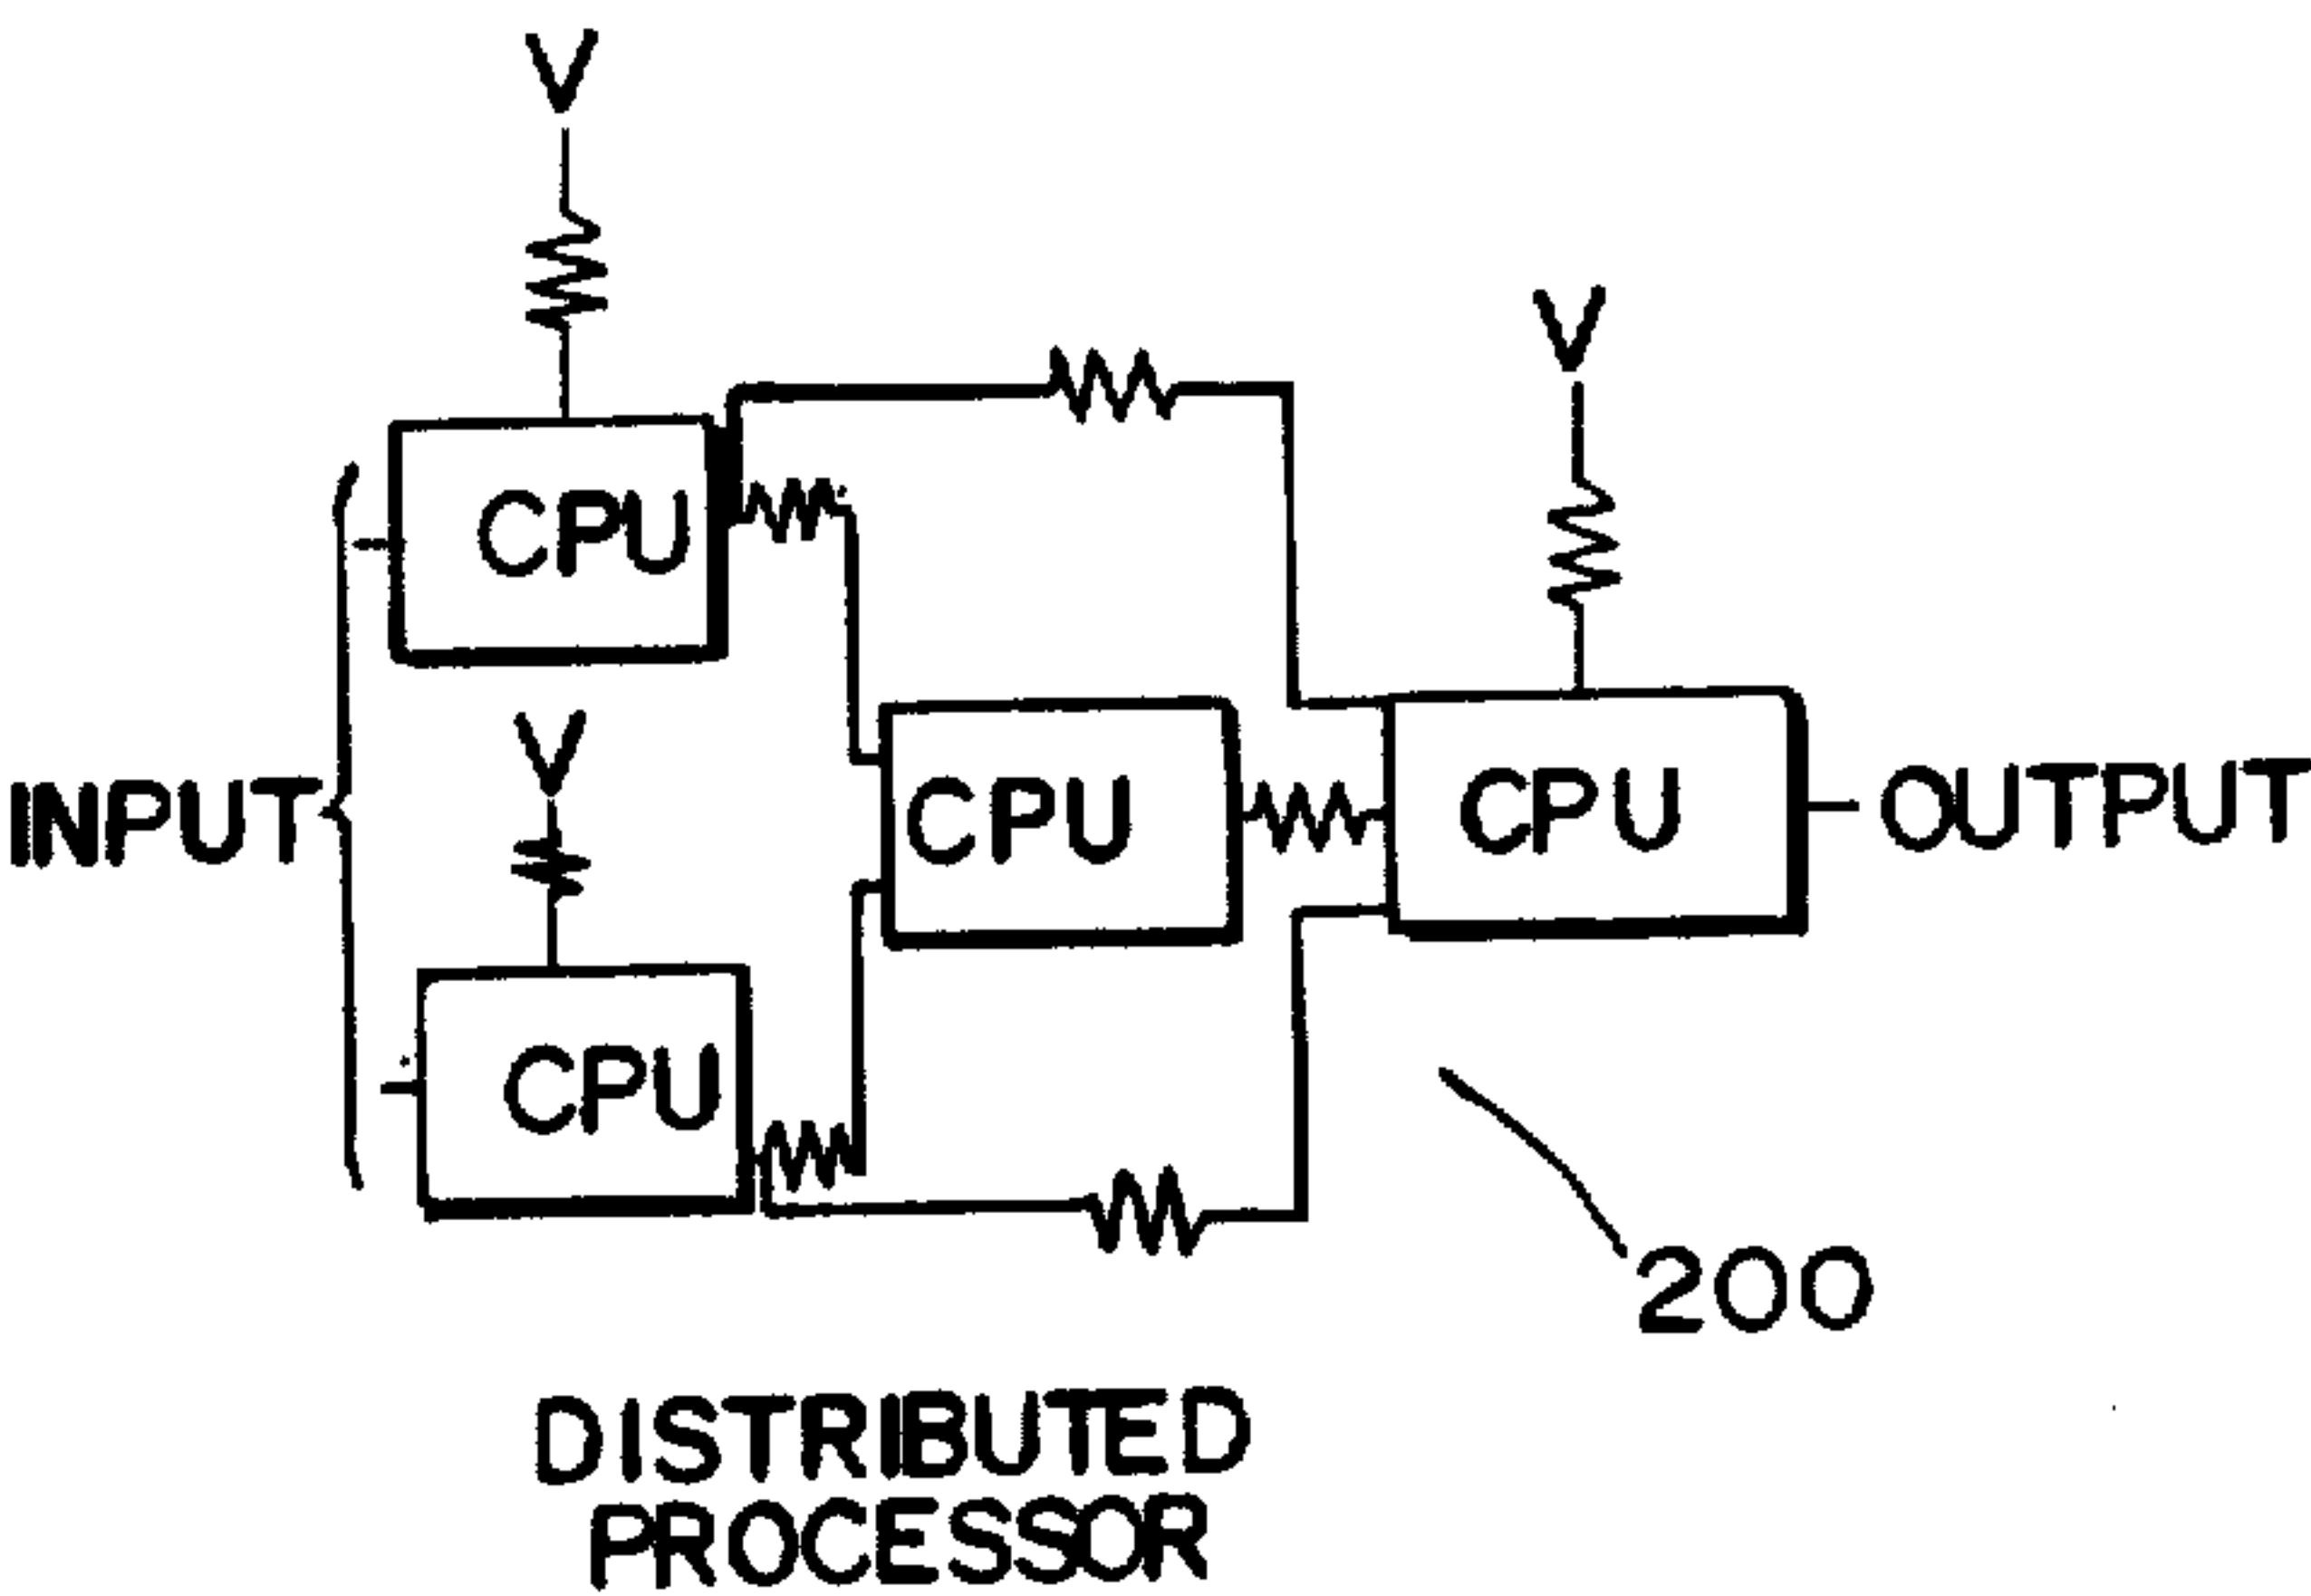 V
V
CPU
V
INPUT
CPU
CPU
OUTPUT
CPU
200
DISTRIBUTED
PROCESSOR